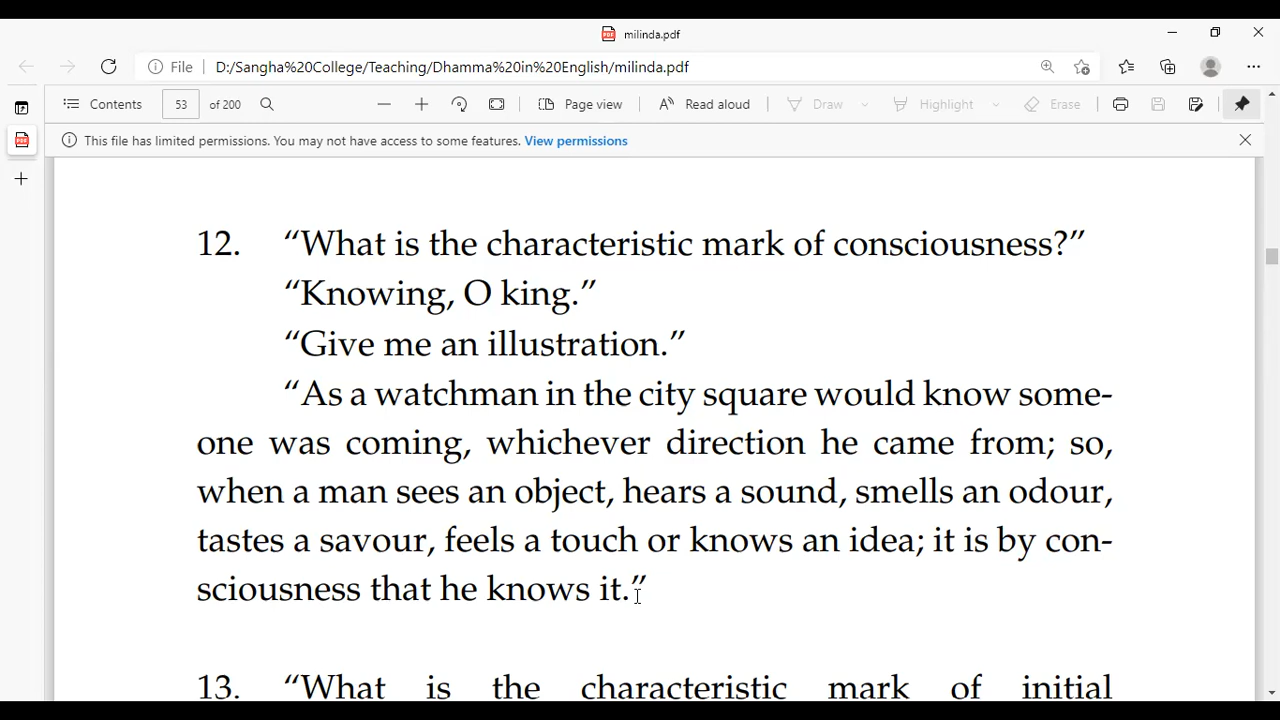 milinda.pdf
File D:/Sangha%20College/Teaching/Dhamma%20in%20English/milinda.pdf
Contents 53 of 200 Page view Read aloud Draw Highlight Erase
This file has limited permissions. You may not have access to some features. View permissions
12. “What is the characteristic mark of consciousness?”
“Knowing, O king.”
“Give me an illustration.”
“As a watchman in the city square would know some-
one was coming, whichever direction he came from; so,
when a man sees an object, hears a sound, smells an odour,
tastes a savour, feels a touch or knows an idea; it is by con-
sciousness that he knows it.”
13. “What is the characteristic mark of initial